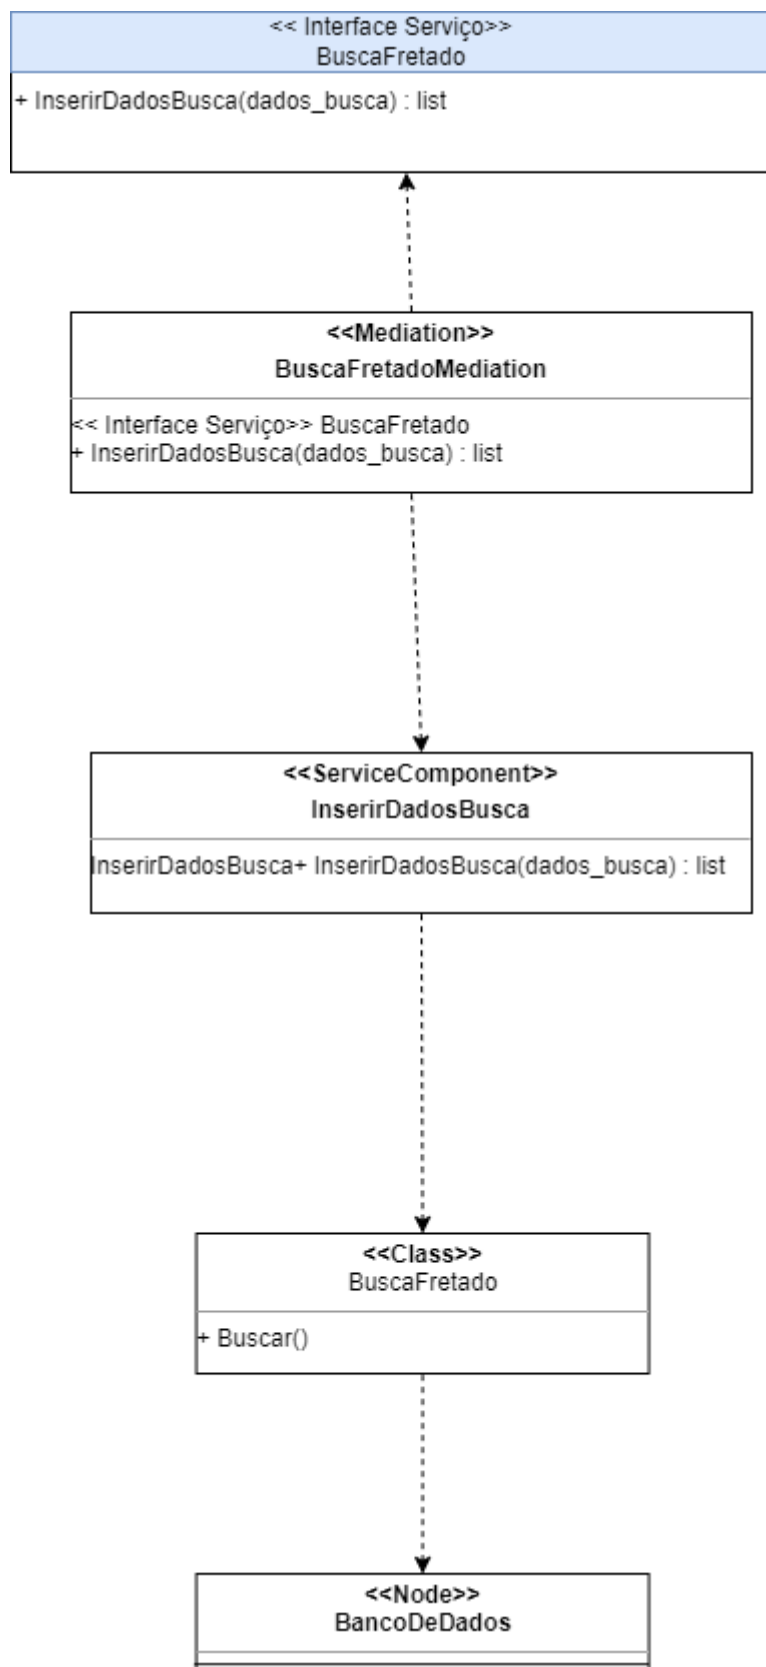 << Interface Serviço>>
BuscaFretado
+ InserirDadosBusca(dados_busca) : list
<<Mediation>>
BuscaFretadoMediation
<< Interface Serviço>> BuscaFretado
+ InserirDadosBusca(dados_busca) : list
<<ServiceComponent>>
InserirDadosBusca
InserirDadosBusca+ InserirDadosBusca(dados_busca) : list
<<Class>>
BuscaFretado
+ Buscar()
<<Node>>
BancoDeDados